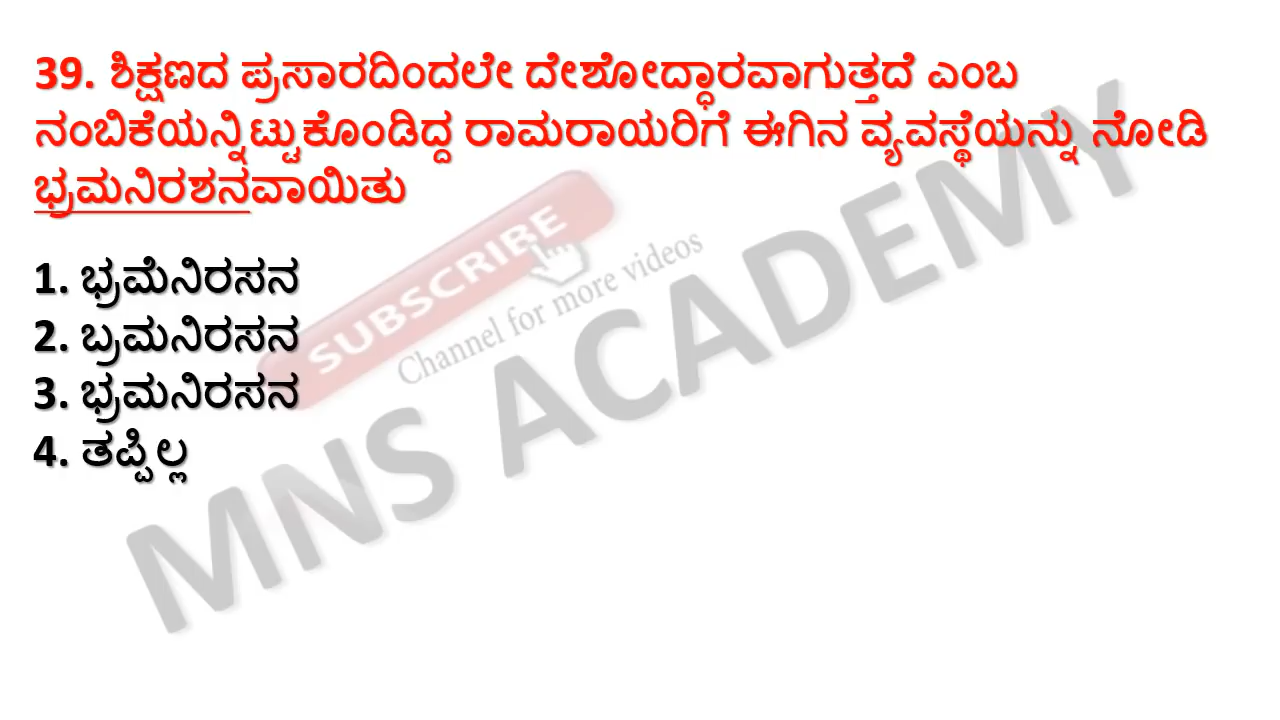 39. ಶಿಕ್ಷಣದ ಪ್ರಸಾರದಿಂದಲೇ ದೇಶೋದ್ಧಾರವಾಗುತ್ತದೆ ಎಂಬ
ನಂಬಿಕೆಯನ್ನಿಟ್ಟುಕೊಂಡಿದ್ದ ರಾಮರಾಯರಿಗೆ ಈಗಿನ ವ್ಯವಸ್ಥೆಯನ್ನು ನೋಡಿ
ಭ್ರಮನಿರಶನವಾಯಿತು
1. ಭ್ರಮೆನಿರಸನ
2. ಬ್ರಮನಿರಸನ
3. ಭ್ರಮನಿರಸನ
4. ತಪ್ಪಿಲ್ಲ
SUBSCRIBE
Channel for more videos
MNS ACADEMY